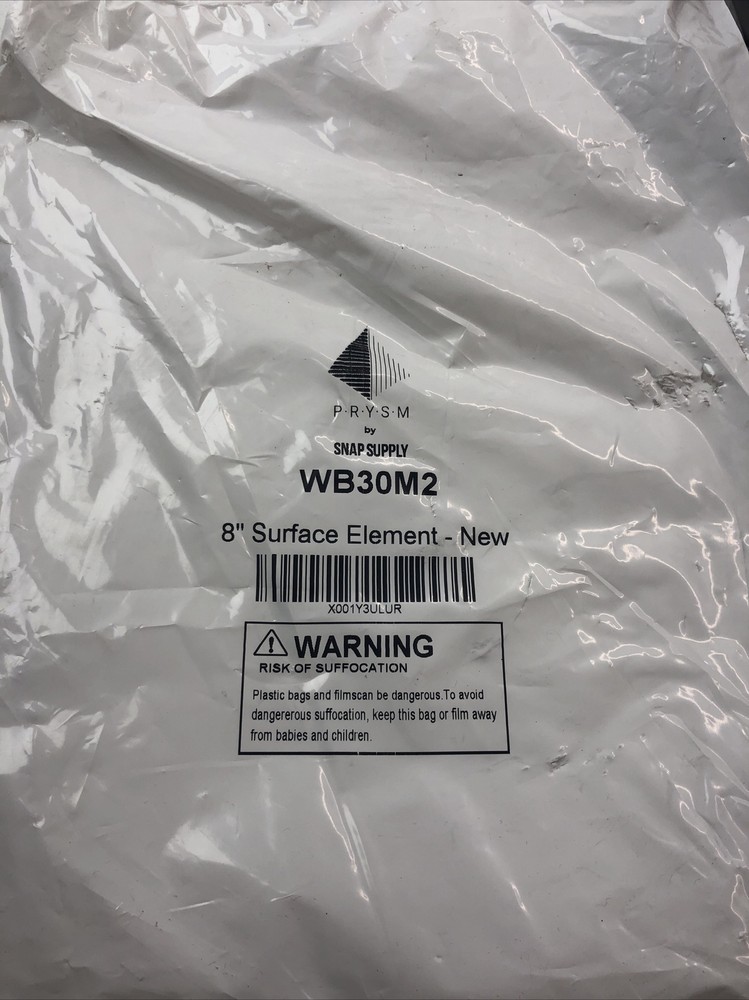 P·R·Y·S·M
by
SNAP SUPPLY
WB30M2
8" Surface Element - New
X001Y3ULUR
WARNING
RISK OF SUFFOCATION
Plastic bags and filmscan be dangerous.To avoid
dangererous suffocation, keep this bag or film away
from babies and children.